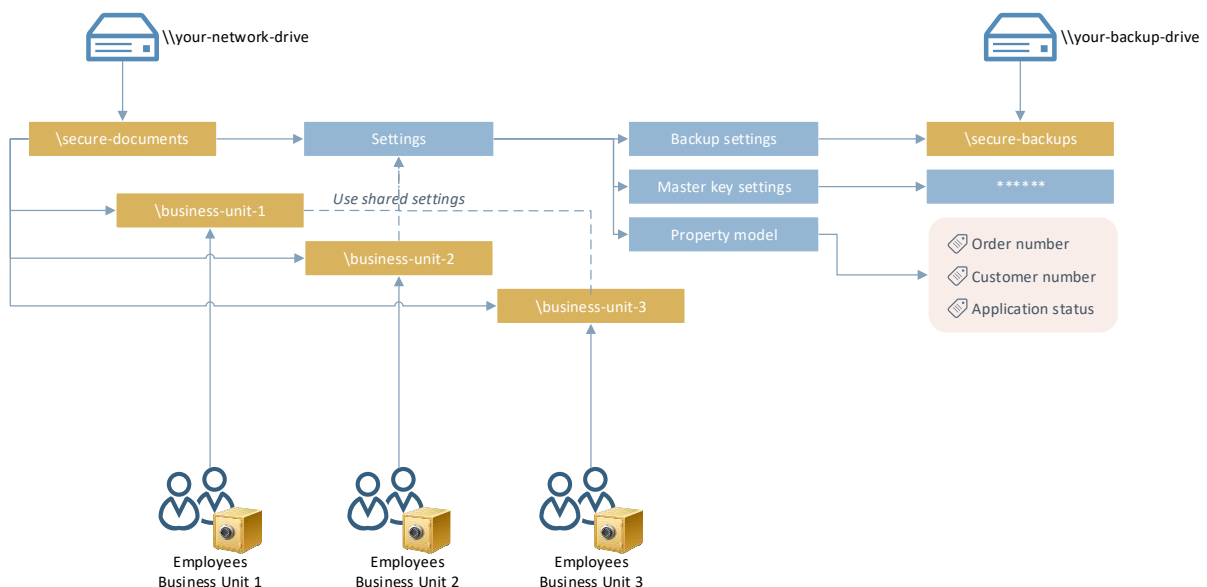 \\your-network-drive
\\your-backup-drive
\secure-documents
Settings
Backup settings
\secure-backups
Use shared settings
Master key settings
******
\business-unit-1
Property model
\business-unit-2
Order number
Customer number
Application status
\business-unit-3
Employees
Business Unit 1
Employees
Business Unit 2
Employees
Business Unit 3